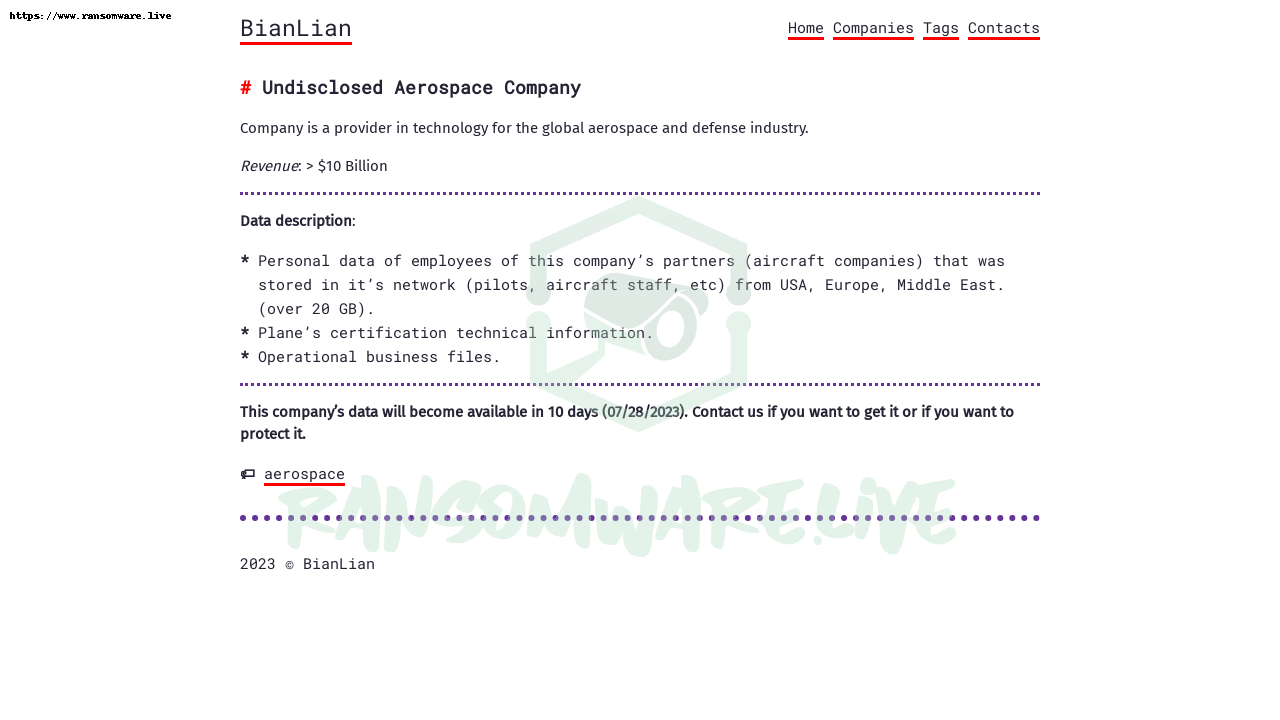 https://www.ransomware.live
BianLian
Home Companies Tags Contacts
# Undisclosed Aerospace Company
Company is a provider in technology for the global aerospace and defense industry.
Revenue: > $10 Billion
Data description:
* Personal data of employees of this company’s partners (aircraft companies) that was
stored in it’s network (pilots, aircraft staff, etc) from USA, Europe, Middle East.
(over 20 GB).
* Plane’s certification technical information.
* Operational business files.
This company’s data will become available in 10 days (07/28/2023). Contact us if you want to get it or if you want to
protect it.
aerospace
RANSOMWARE.LIVE
2023 © BianLian